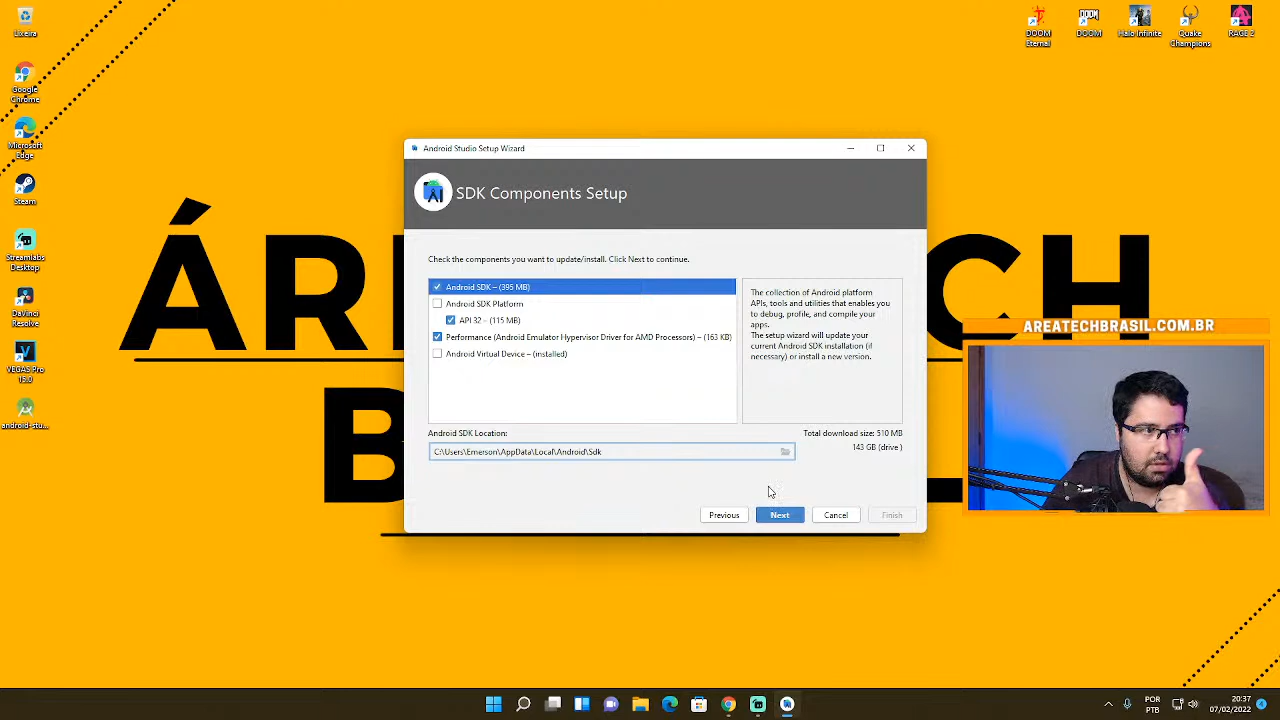 Lixeira
Google
Chrome
Microsoft
Edge
Steam
Streamlabs
Desktop
DaVinci
Resolve
VEGAS Pro
15.0
android-stu...
DOOM
Eternal
DOOM
Halo Infinite
Quake
Champions
RAGE 2
Android Studio Setup Wizard
SDK Components Setup
Check the components you want to update/install. Click Next to continue.
Android SDK – (395 MB)
Android SDK Platform
API 32 – (115 MB)
Performance (Android Emulator Hypervisor Driver for AMD Processors) – (163 KB)
Android Virtual Device – (installed)
The collection of Android platform
APIs, tools and utilities that enables you
to debug, profile, and compile your
apps.
The setup wizard will update your
current Android SDK installation (if
necessary) or install a new version.
Android SDK Location:
C:\Users\Emerson\AppData\Local\Android\Sdk
Total download size: 510 MB
143 GB (drive )
Previous
Next
Cancel
Finish
AREATECHBRASIL.COM.BR
POR
PTB
20:37
07/02/2022